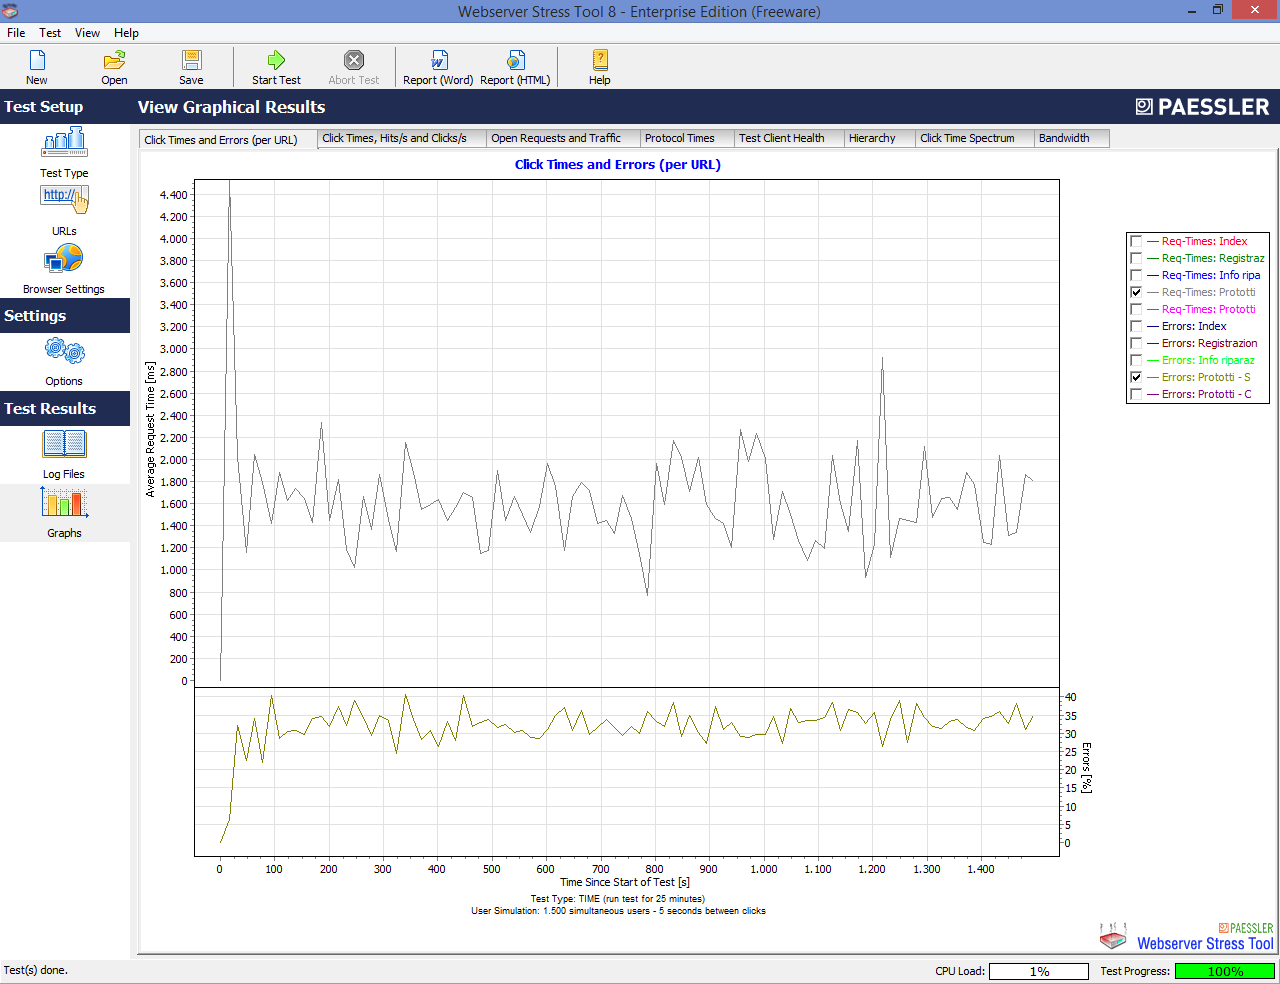 Webserver Stress Tool 8 - Enterprise Edition (Freeware)
File Test View Help
New Open Save Start Test Abort Test Report (Word) Report (HTML) Help
Test Setup
View Graphical Results
PAESSLER
Test Type
http://
URLs
Browser Settings
Settings
Options
Test Results
Log Files
Graphs
Click Times and Errors (per URL) Click Times, Hits/s and Clicks/s Open Requests and Traffic Protocol Times Test Client Health Hierarchy Click Time Spectrum Bandwidth
Click Times and Errors (per URL)
Average Request Time [ms]
4.400
4.200
4.000
3.800
3.600
3.400
3.200
3.000
2.800
2.600
2.400
2.200
2.000
1.800
1.600
1.400
1.200
1.000
800
600
400
200
0
40
35
30
25
20
15
10
5
0
Errors [%]
0 100 200 300 400 500 600 700 800 900 1.000 1.100 1.200 1.300 1.400
Time Since Start of Test [s]
Test Type: TIME (run test for 25 minutes)
User Simulation: 1.500 simultaneous users - 5 seconds between clicks
Req-Times: Index
Req-Times: Registraz
Req-Times: Info ripa
Req-Times: Prototti
Req-Times: Prototti
Errors: Index
Errors: Registrazion
Errors: Info riparaz
Errors: Prototti - S
Errors: Prototti - C
PAESSLER
Webserver Stress Tool
Test(s) done.
CPU Load: 1% Test Progress: 100%